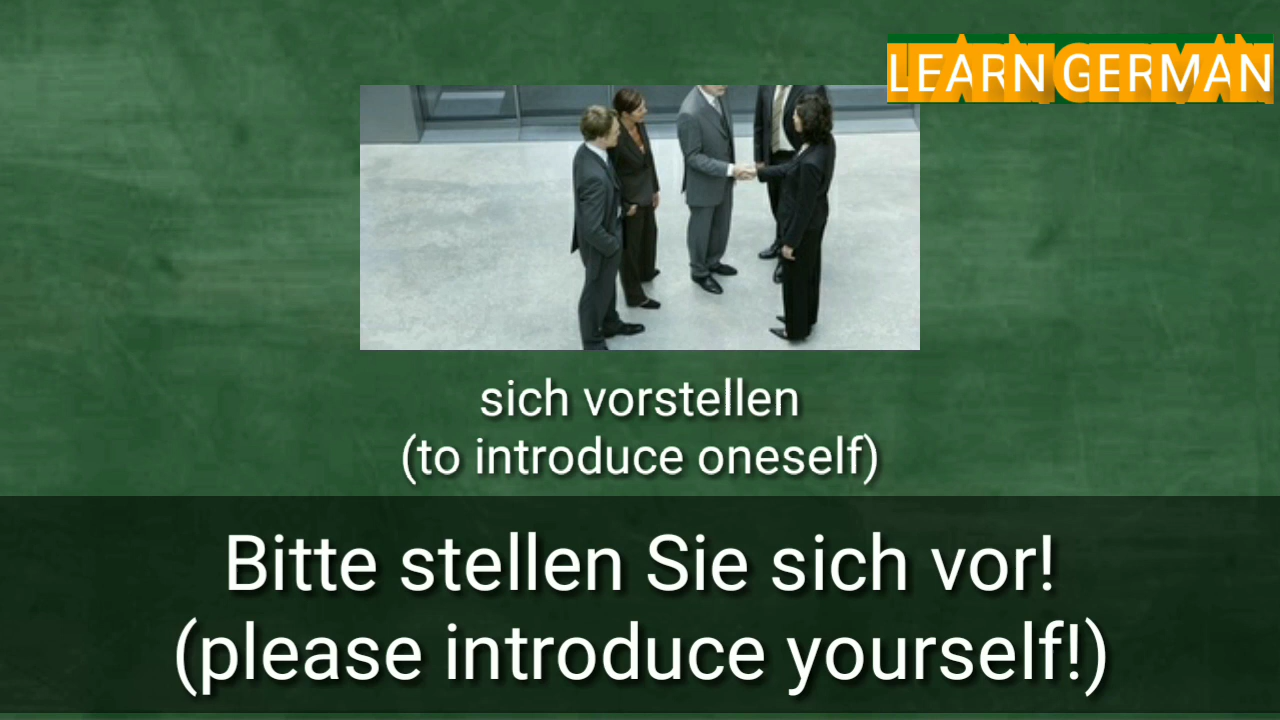 LEARN GERMAN
sich vorstellen
(to introduce oneself)
Bitte stellen Sie sich vor!
(please introduce yourself!)